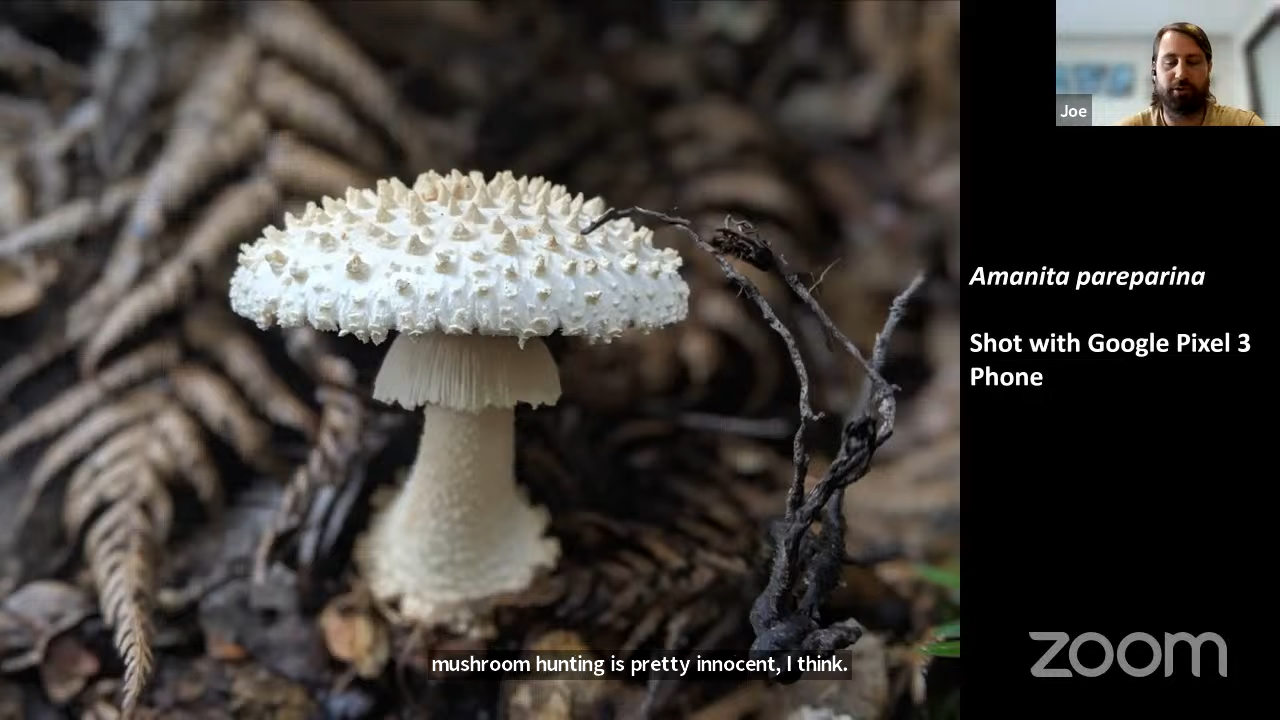 Joe
Amanita pareparina
Shot with Google Pixel 3
Phone
mushroom hunting is pretty innocent, I think.
zoom